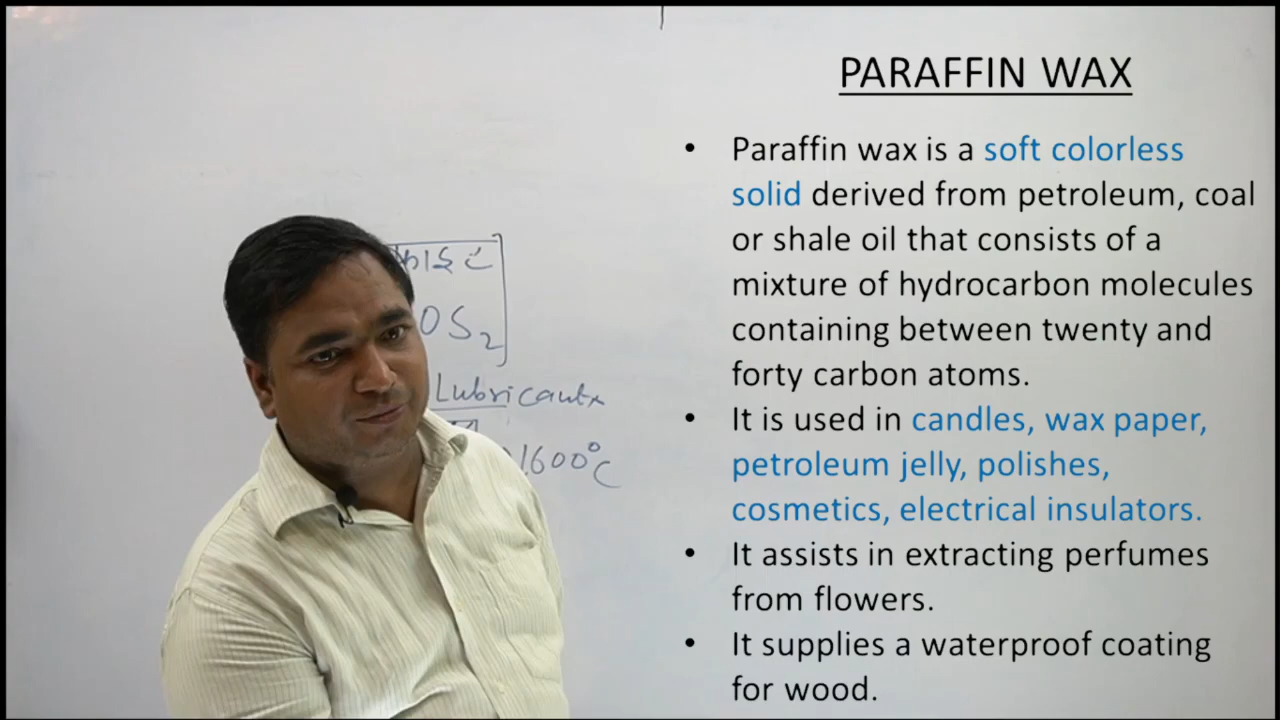 PARAFFIN WAX
• Paraffin wax is a soft colorless
solid derived from petroleum, coal
or shale oil that consists of a
mixture of hydrocarbon molecules
containing between twenty and
forty carbon atoms.
• It is used in candles, wax paper,
petroleum jelly, polishes,
cosmetics, electrical insulators.
• It assists in extracting perfumes
from flowers.
• It supplies a waterproof coating
for wood.
OS₂
Lubricants
1600°C